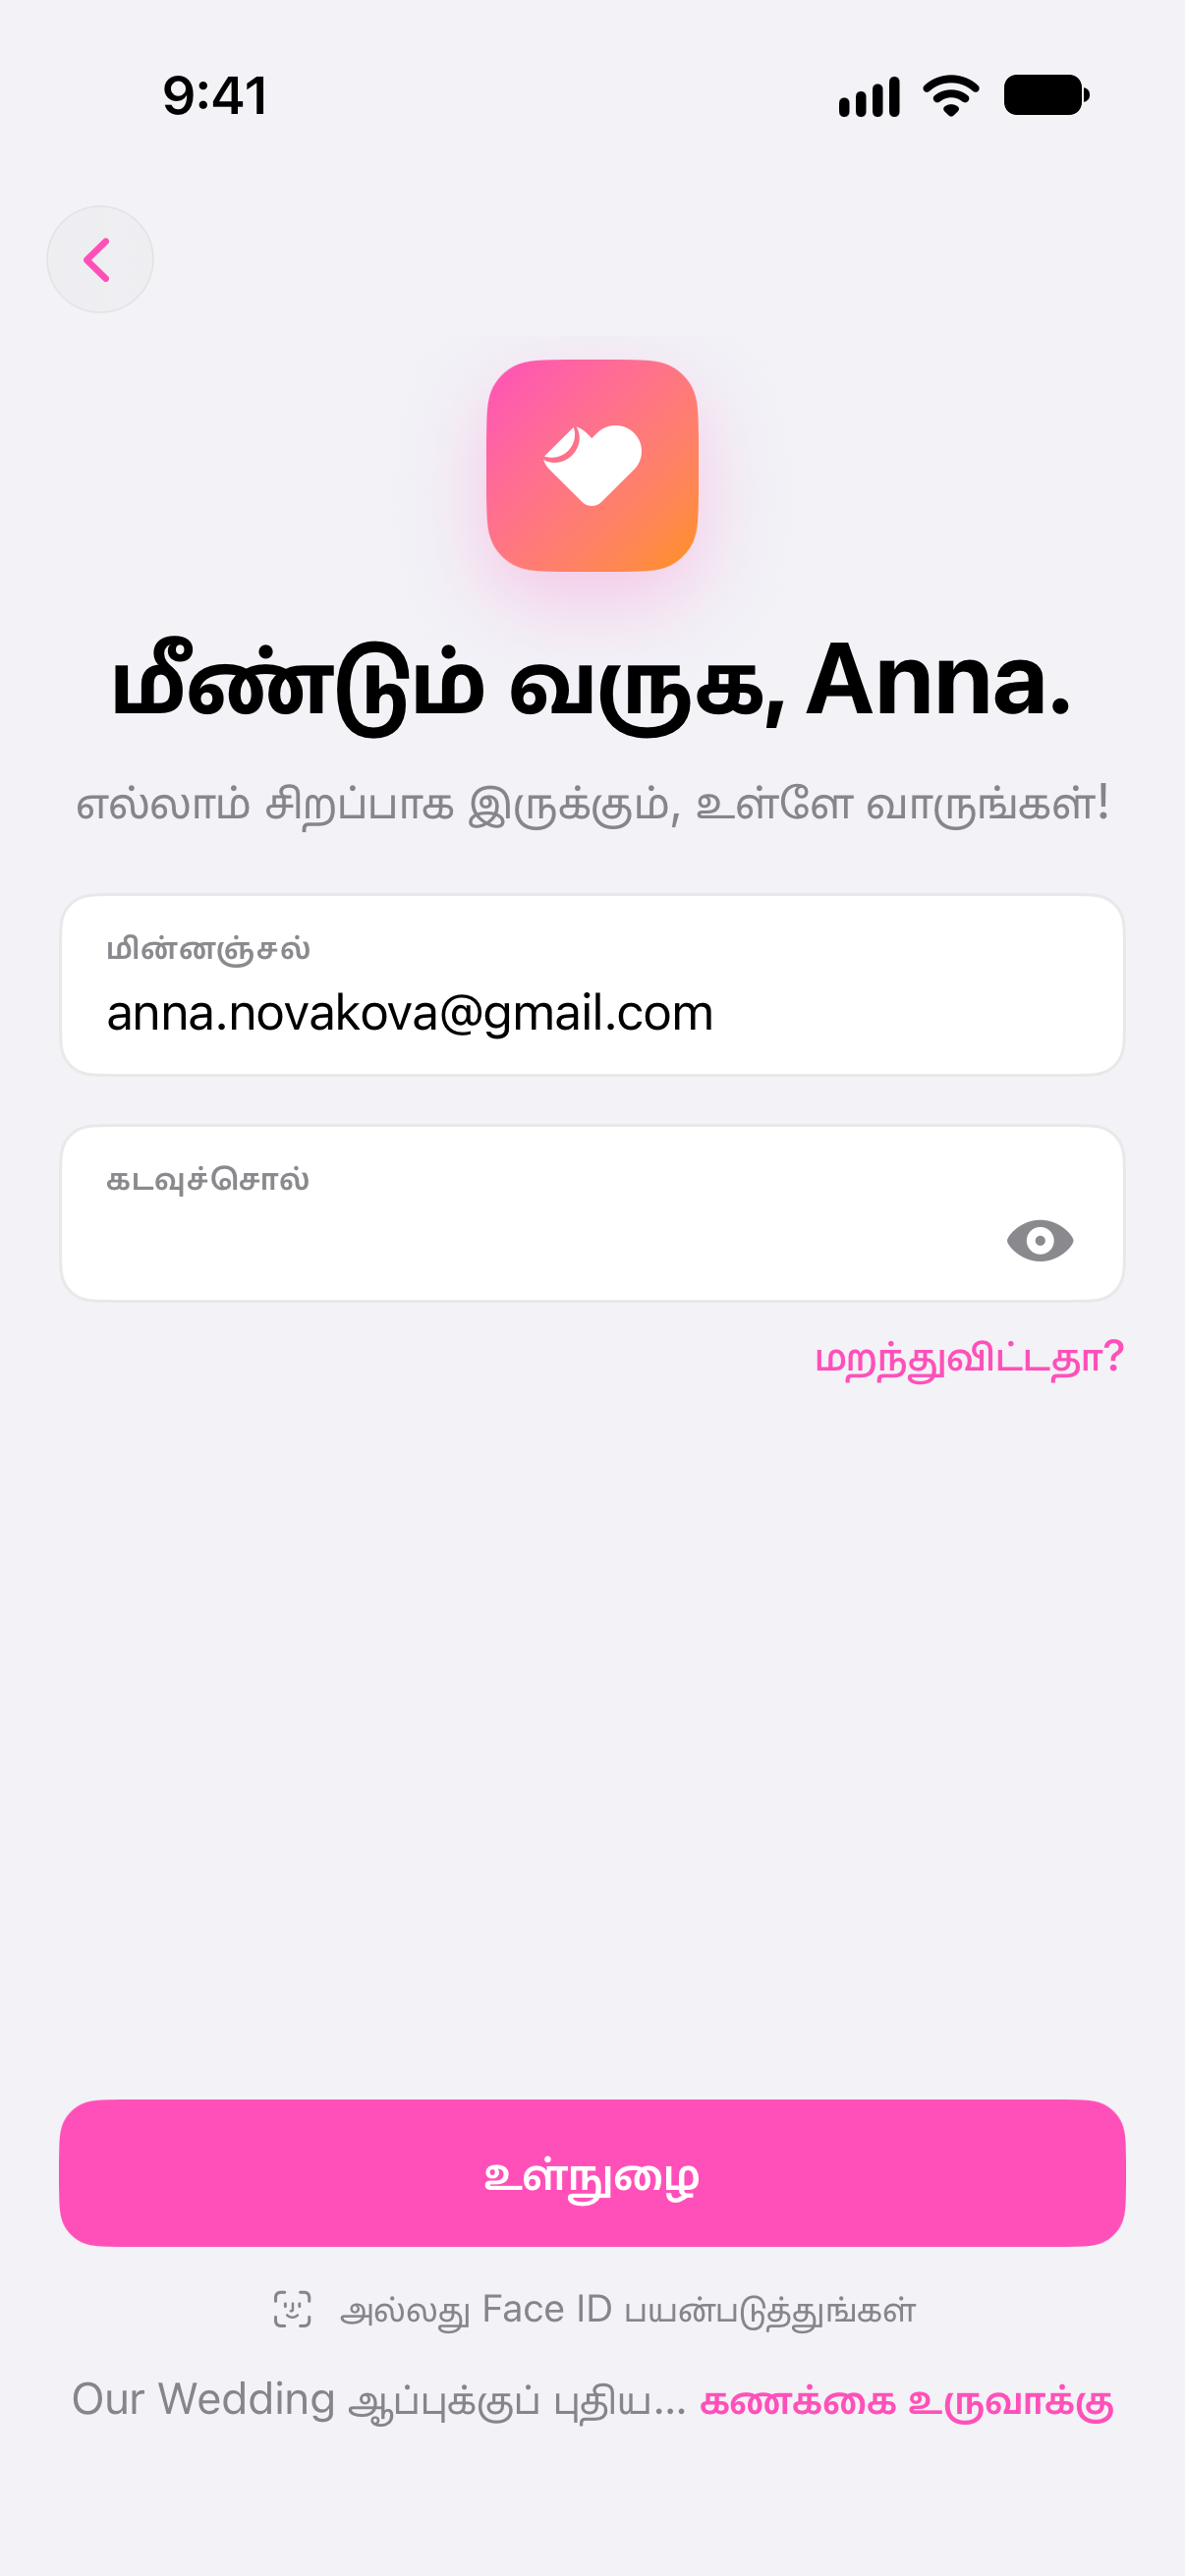 9:41
மீண்டும் வருக, Anna.
எல்லாம் சிறப்பாக இருக்கும், உள்ளே வாருங்கள்!
மின்னஞ்சல்
anna.novakova@gmail.com
கடவுச்சொல்
மறந்துவிட்டதா?
உள்நுழை
அல்லது Face ID பயன்படுத்துங்கள்
Our Wedding ஆப்புக்குப் புதிய... கணக்கை உருவாக்கு